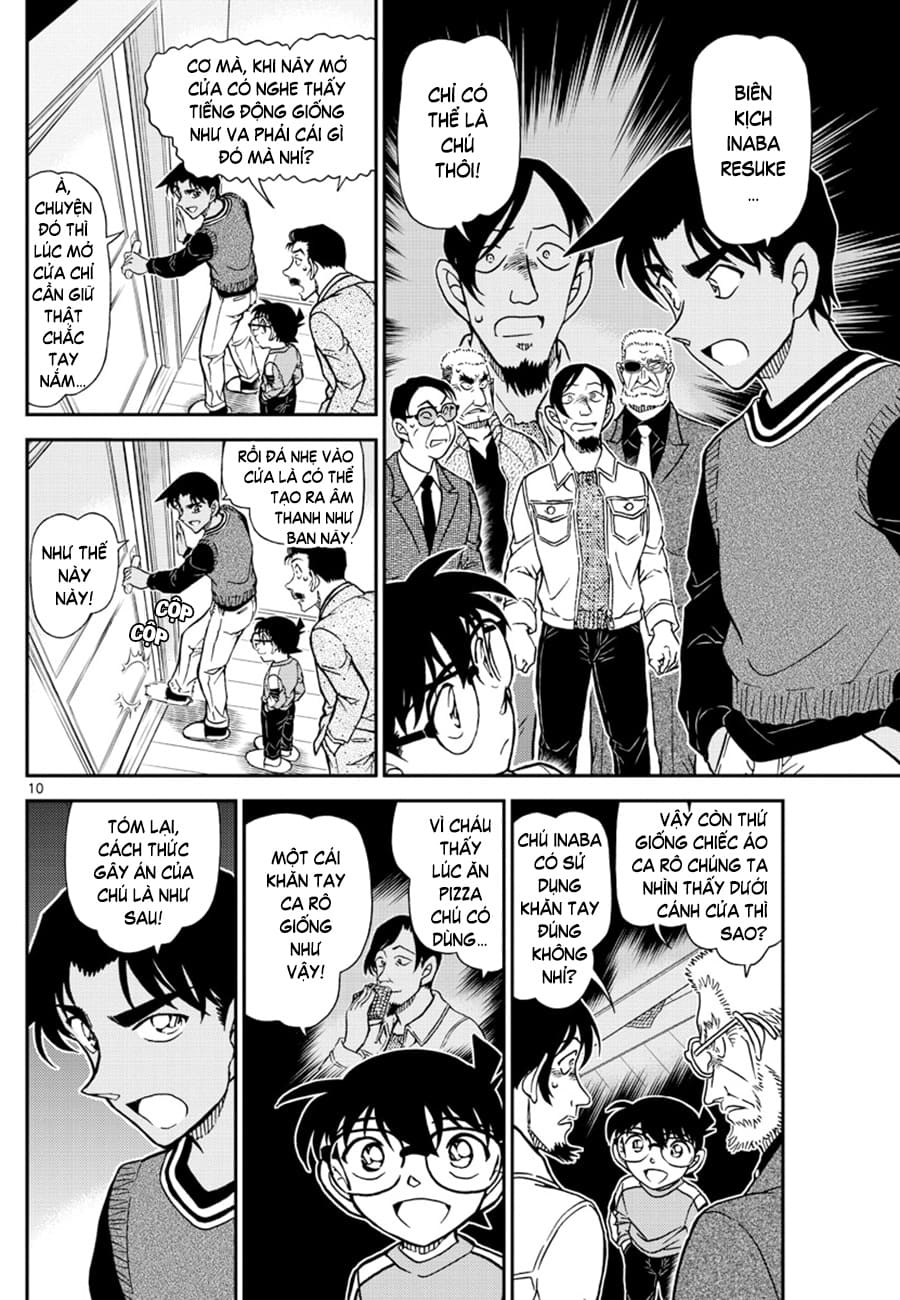 BIÊN
KỊCH
INABA
RESUKE
...
CHỈ CÓ
THỂ LÀ
CHÚ
THÔI!
CƠ MÀ, KHI NÃY MỞ
CỬA CÓ NGHE THẤY
TIẾNG ĐỘNG GIỐNG
NHƯ VA PHẢI CÁI GÌ
ĐÓ MÀ NHỈ?
À,
CHUYỆN
ĐÓ THÌ
LÚC MỞ
CỬA CHỈ
CẦN GIỮ
THẬT
CHẮC
TAY
NẮM...
RỒI ĐÁ NHẸ VÀO
CỬA LÀ CÓ THỂ
TẠO RA ÂM
THANH NHƯ
BAN NÃY.
NHƯ THẾ
NÀY
NÀY!
CỘP
CỘP
10
VẬY CÒN THỨ
GIỐNG CHIẾC ÁO
CA RÔ CHÚNG TA
NHÌN THẤY DƯỚI
CÁNH CỬA THÌ
SAO?
CHÚ INABA
CÓ SỬ
DỤNG
KHĂN TAY
ĐÚNG
KHÔNG
NHỈ?
VÌ CHÁU
THẤY
LÚC ĂN
PIZZA
CHÚ CÓ
DÙNG...
MỘT CÁI
KHĂN TAY
CA RÔ
GIỐNG
NHƯ
VẬY!
TÓM LẠI,
CÁCH THỨC
GÂY ÁN CỦA
CHÚ LÀ NHƯ
SAU!